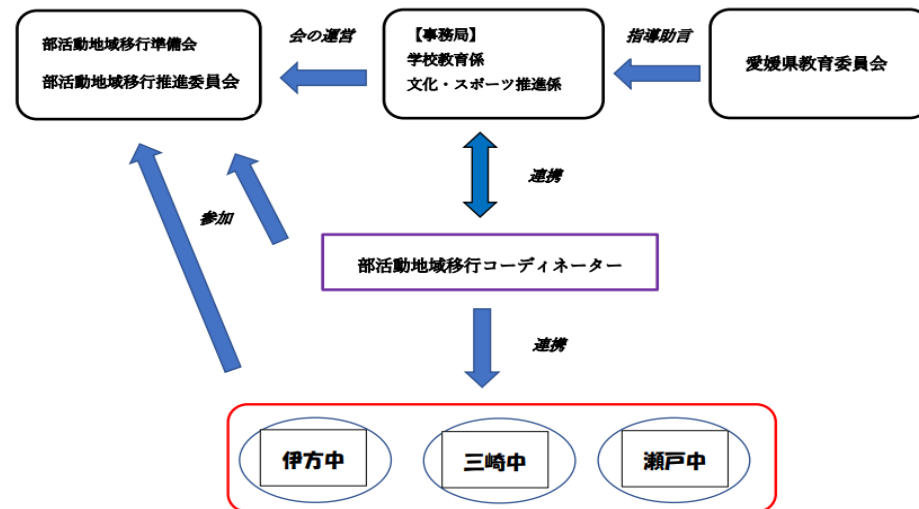 部活動地域移行準備会
部活動地域移行推進委員会
会の運営
【事務局】
学校教育係
文化・スポーツ推進係
指導助言
愛媛県教育委員会
連携
参加
部活動地域移行コーディネーター
連携
伊方中
三崎中
瀬戸中